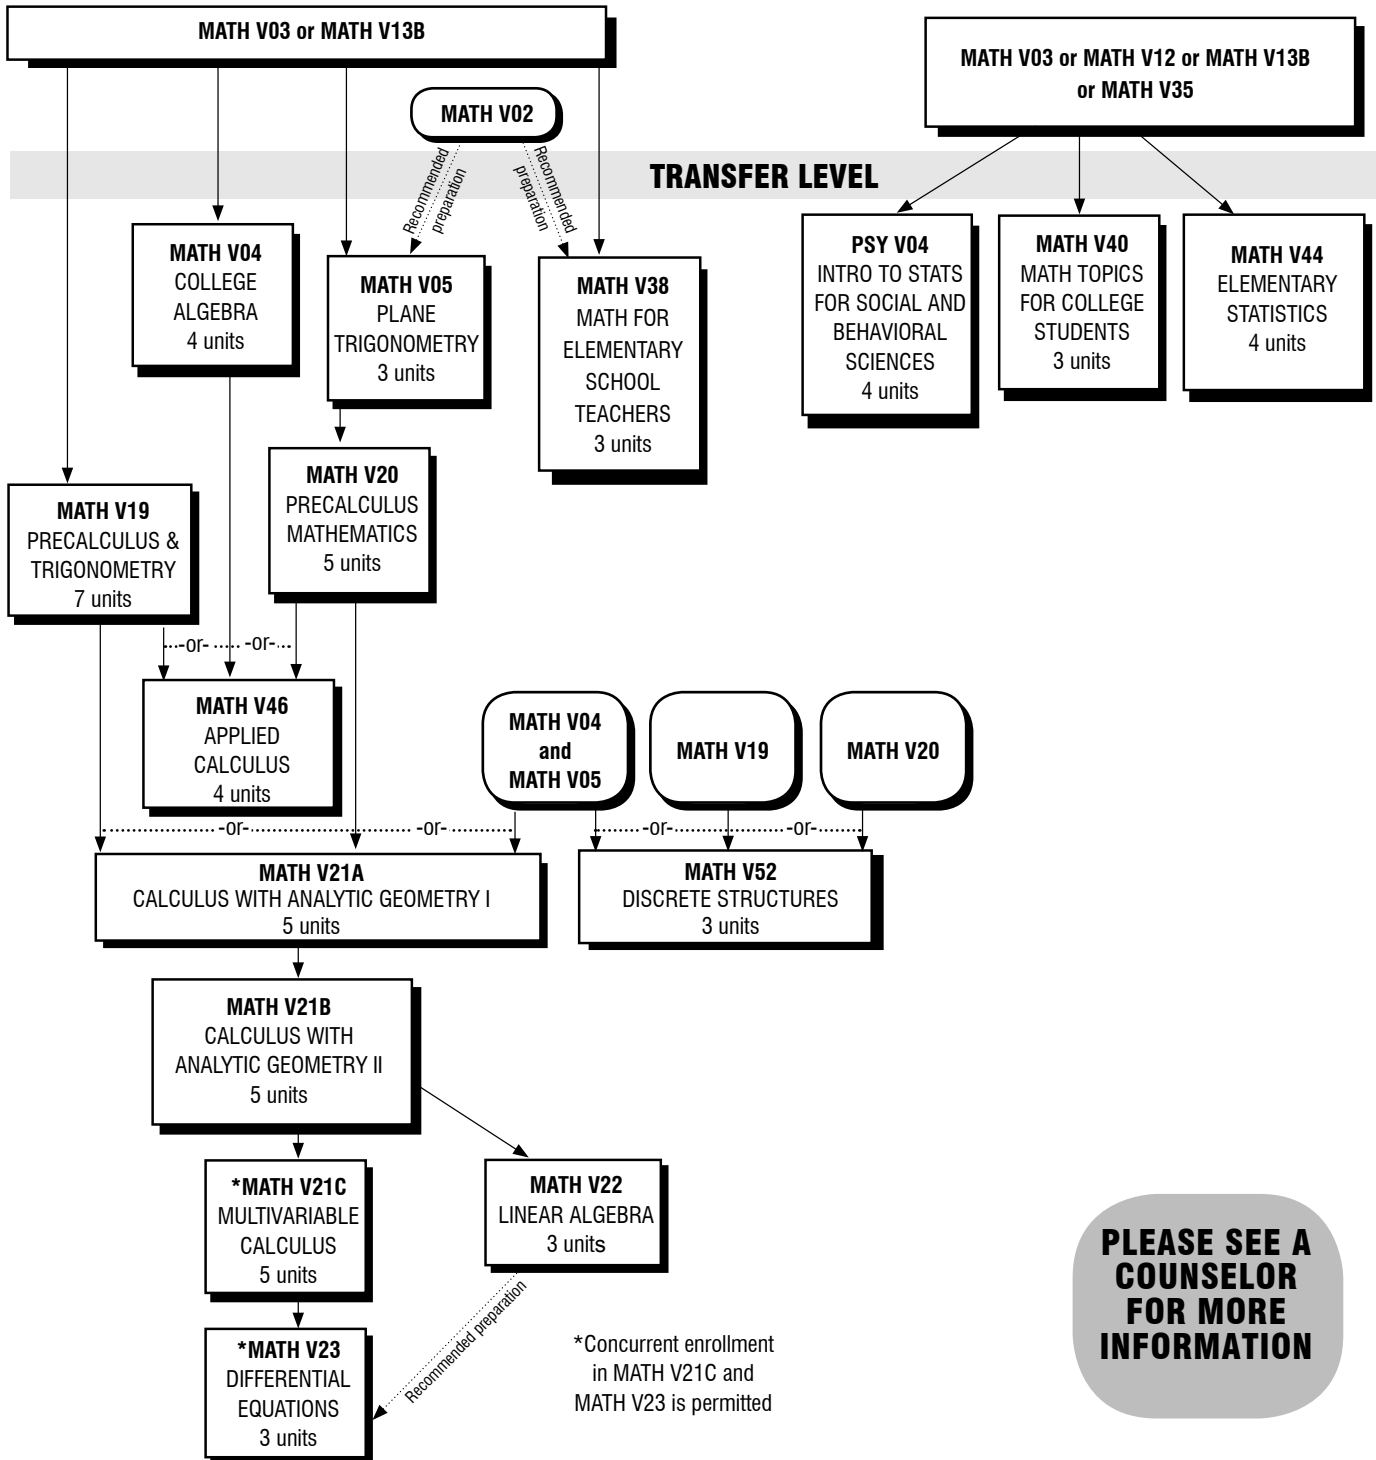 MATH V03 or MATH V13B
MATH V03 or MATH V12 or MATH V13B
or MATH V35
MATH V02
Recommended
preparation
Recommended
preparation
TRANSFER LEVEL
MATH V04
COLLEGE
ALGEBRA
4 units
MATH V05
PLANE
TRIGONOMETRY
3 units
MATH V38
MATH FOR
ELEMENTARY
SCHOOL
TEACHERS
3 units
PSY V04
INTRO TO STATS
FOR SOCIAL AND
BEHAVIORAL
SCIENCES
4 units
MATH V40
MATH TOPICS
FOR COLLEGE
STUDENTS
3 units
MATH V44
ELEMENTARY
STATISTICS
4 units
MATH V19
PRECALCULUS &
TRIGONOMETRY
7 units
MATH V20
PRECALCULUS
MATHEMATICS
5 units
-or- -or-
MATH V46
APPLIED
CALCULUS
4 units
MATH V04
and
MATH V05
MATH V19
MATH V20
-or- -or- -or- -or-
MATH V21A
CALCULUS WITH ANALYTIC GEOMETRY I
5 units
MATH V52
DISCRETE STRUCTURES
3 units
MATH V21B
CALCULUS WITH
ANALYTIC GEOMETRY II
5 units
*MATH V21C
MULTIVARIABLE
CALCULUS
5 units
MATH V22
LINEAR ALGEBRA
3 units
Recommended preparation
*MATH V23
DIFFERENTIAL
EQUATIONS
3 units
*Concurrent enrollment
in MATH V21C and
MATH V23 is permitted
PLEASE SEE A
COUNSELOR
FOR MORE
INFORMATION